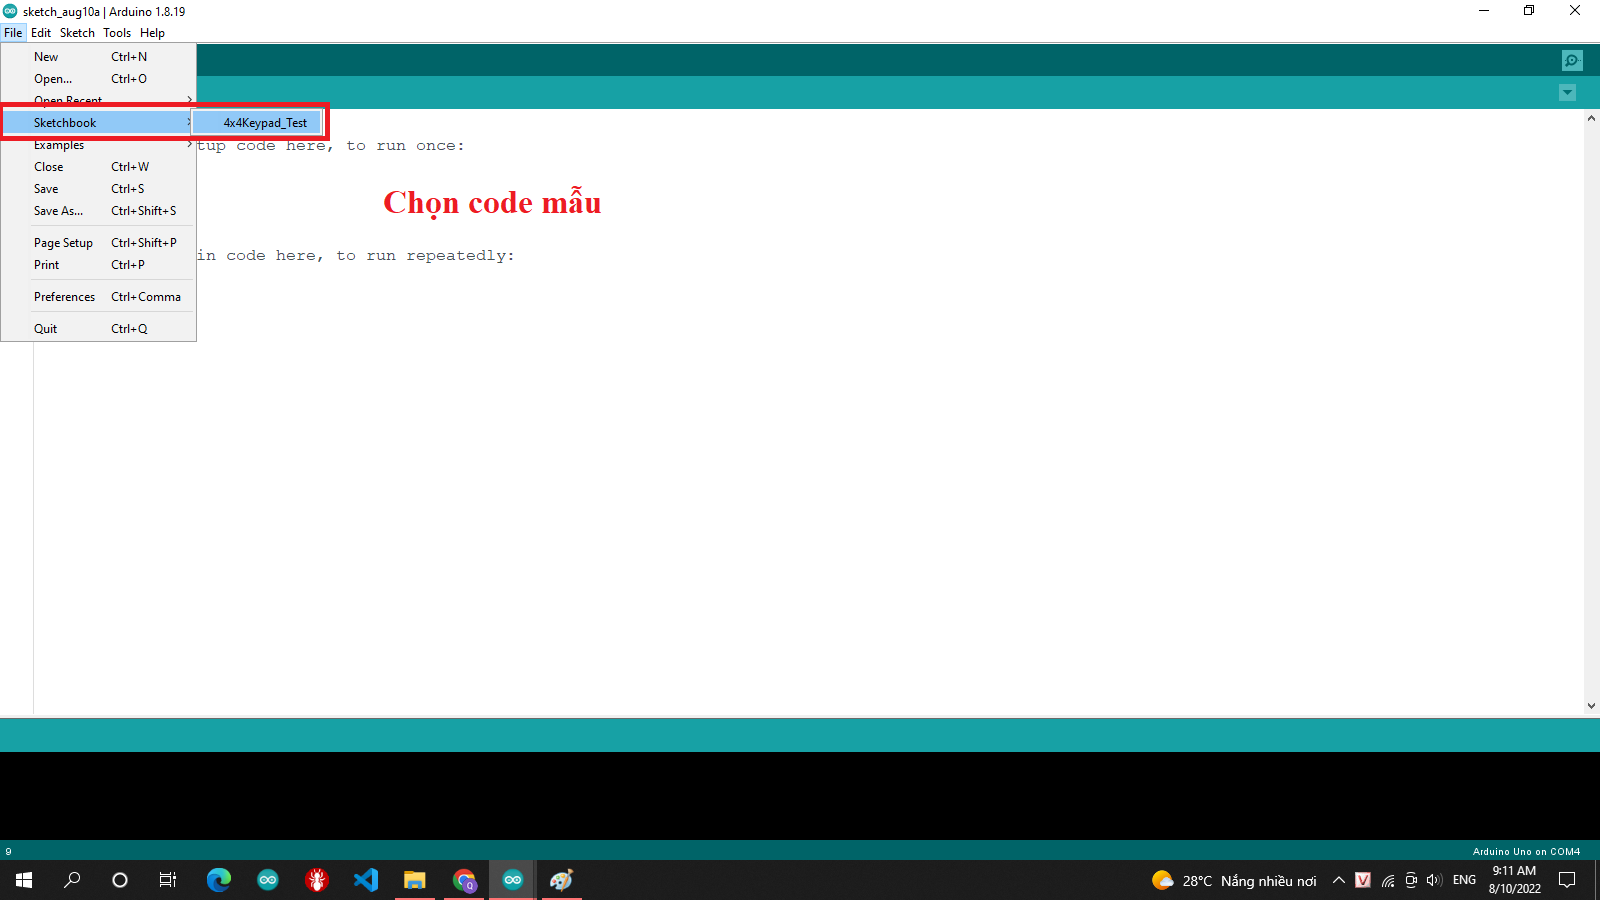 sketch_aug10a | Arduino 1.8.19
File Edit Sketch Tools Help
New Ctrl+N
Open... Ctrl+O
Open Recent
Sketchbook 4x4Keypad_Test
Examples
tup code here, to run once:
Close Ctrl+W
Save Ctrl+S
Chọn code mẫu
Save As... Ctrl+Shift+S
Page Setup Ctrl+Shift+P
in code here, to run repeatedly:
Print Ctrl+P
Preferences Ctrl+Comma
Quit Ctrl+Q
9 Arduino Uno on COM4
28°C Nắng nhiều nơi V ENG 9:11 AM
8/10/2022